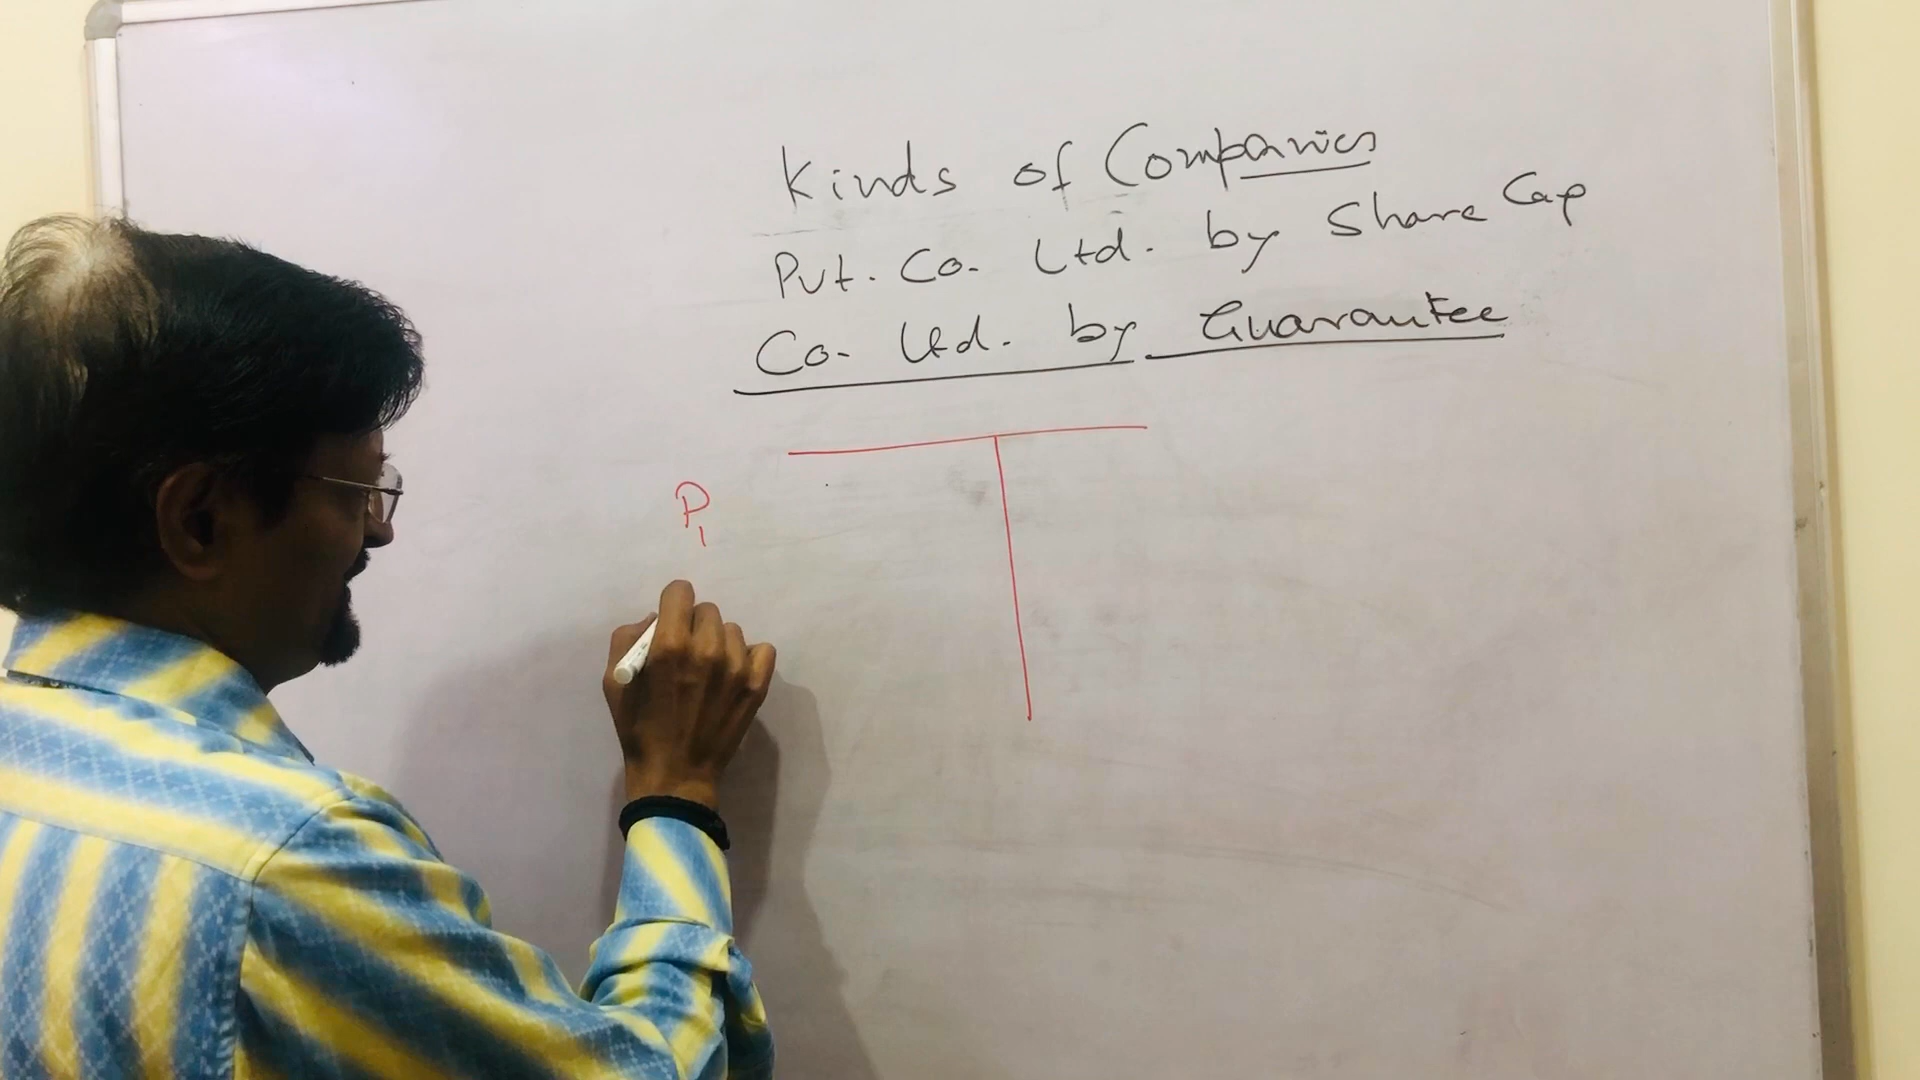 Kinds of Companies
Pvt. Co. Ltd. by Share Cap
Co. Ltd. by Guarantee
P1